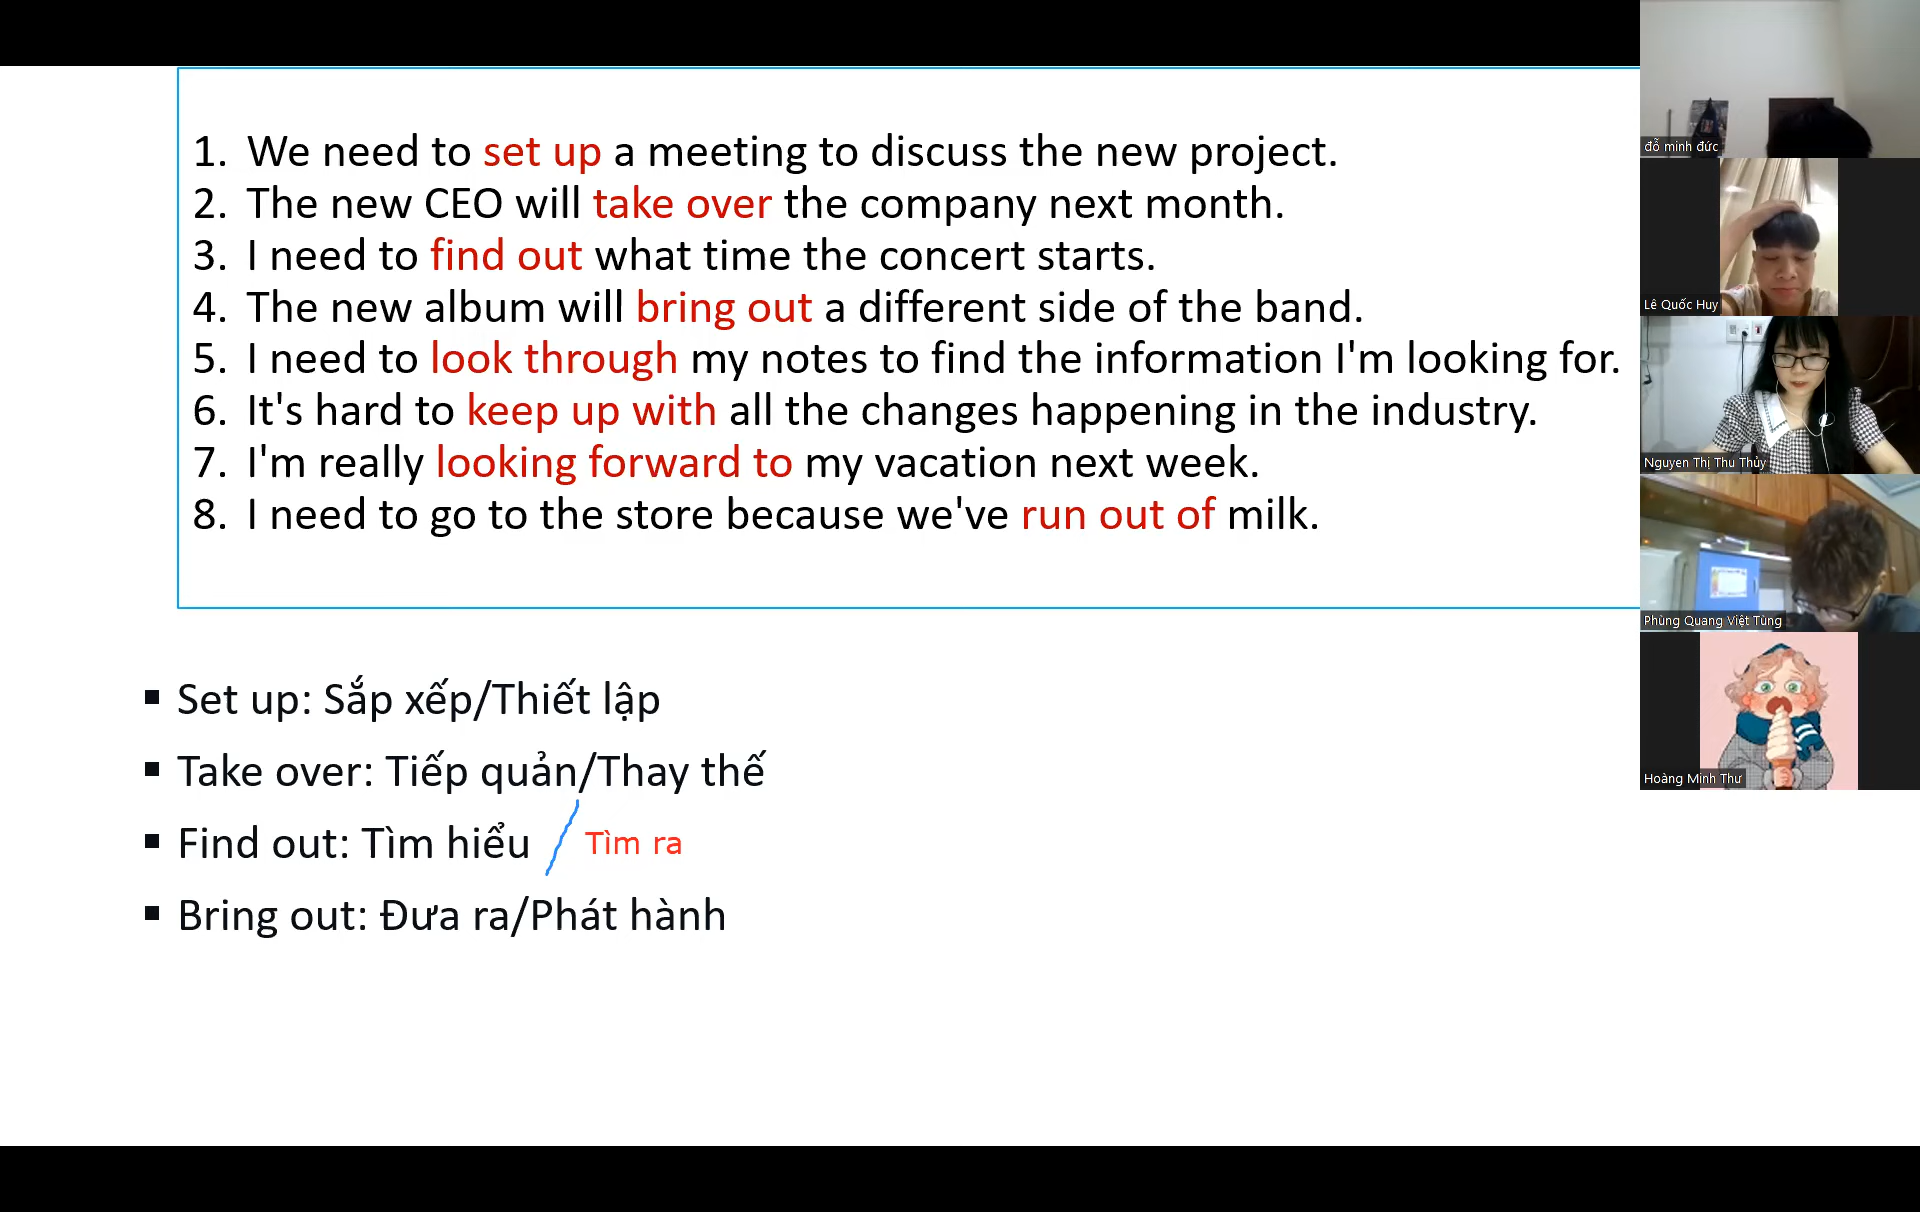 1. We need to set up a meeting to discuss the new project.
2. The new CEO will take over the company next month.
3. I need to find out what time the concert starts.
4. The new album will bring out a different side of the band.
5. I need to look through my notes to find the information I'm looking for.
6. It's hard to keep up with all the changes happening in the industry.
7. I'm really looking forward to my vacation next week.
8. I need to go to the store because we've run out of milk.
▪ Set up: Sắp xếp/Thiết lập
▪ Take over: Tiếp quản/Thay thế
▪ Find out: Tìm hiểu / Tìm ra
▪ Bring out: Đưa ra/Phát hành
đỗ minh đức
Lê Quốc Huy
Nguyen Thị Thu Thủy
Phùng Quang Việt Tùng
Hoàng Minh Thư